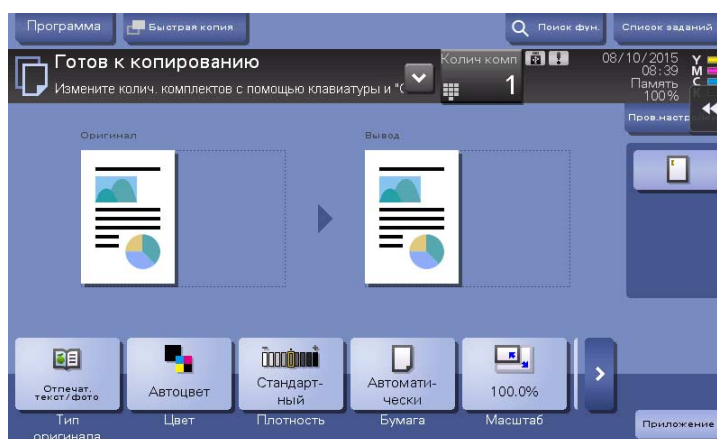 Программа
Быстрая копия
Поиск фун.
Список заданий
Готов к копированию
Измените колич. комплектов с помощью клавиатуры и "С
Колич комп
1
08/10/2015
08:39
Память
100%
Y
M
C
K
Пров.настр
Оригинал
Вывод
Отпечат.
текст/фото
Автоцвет
Стандарт-
ный
Автомати-
чески
100.0%
Тип
оригинала
Цвет
Плотность
Бумага
Масштаб
Приложение